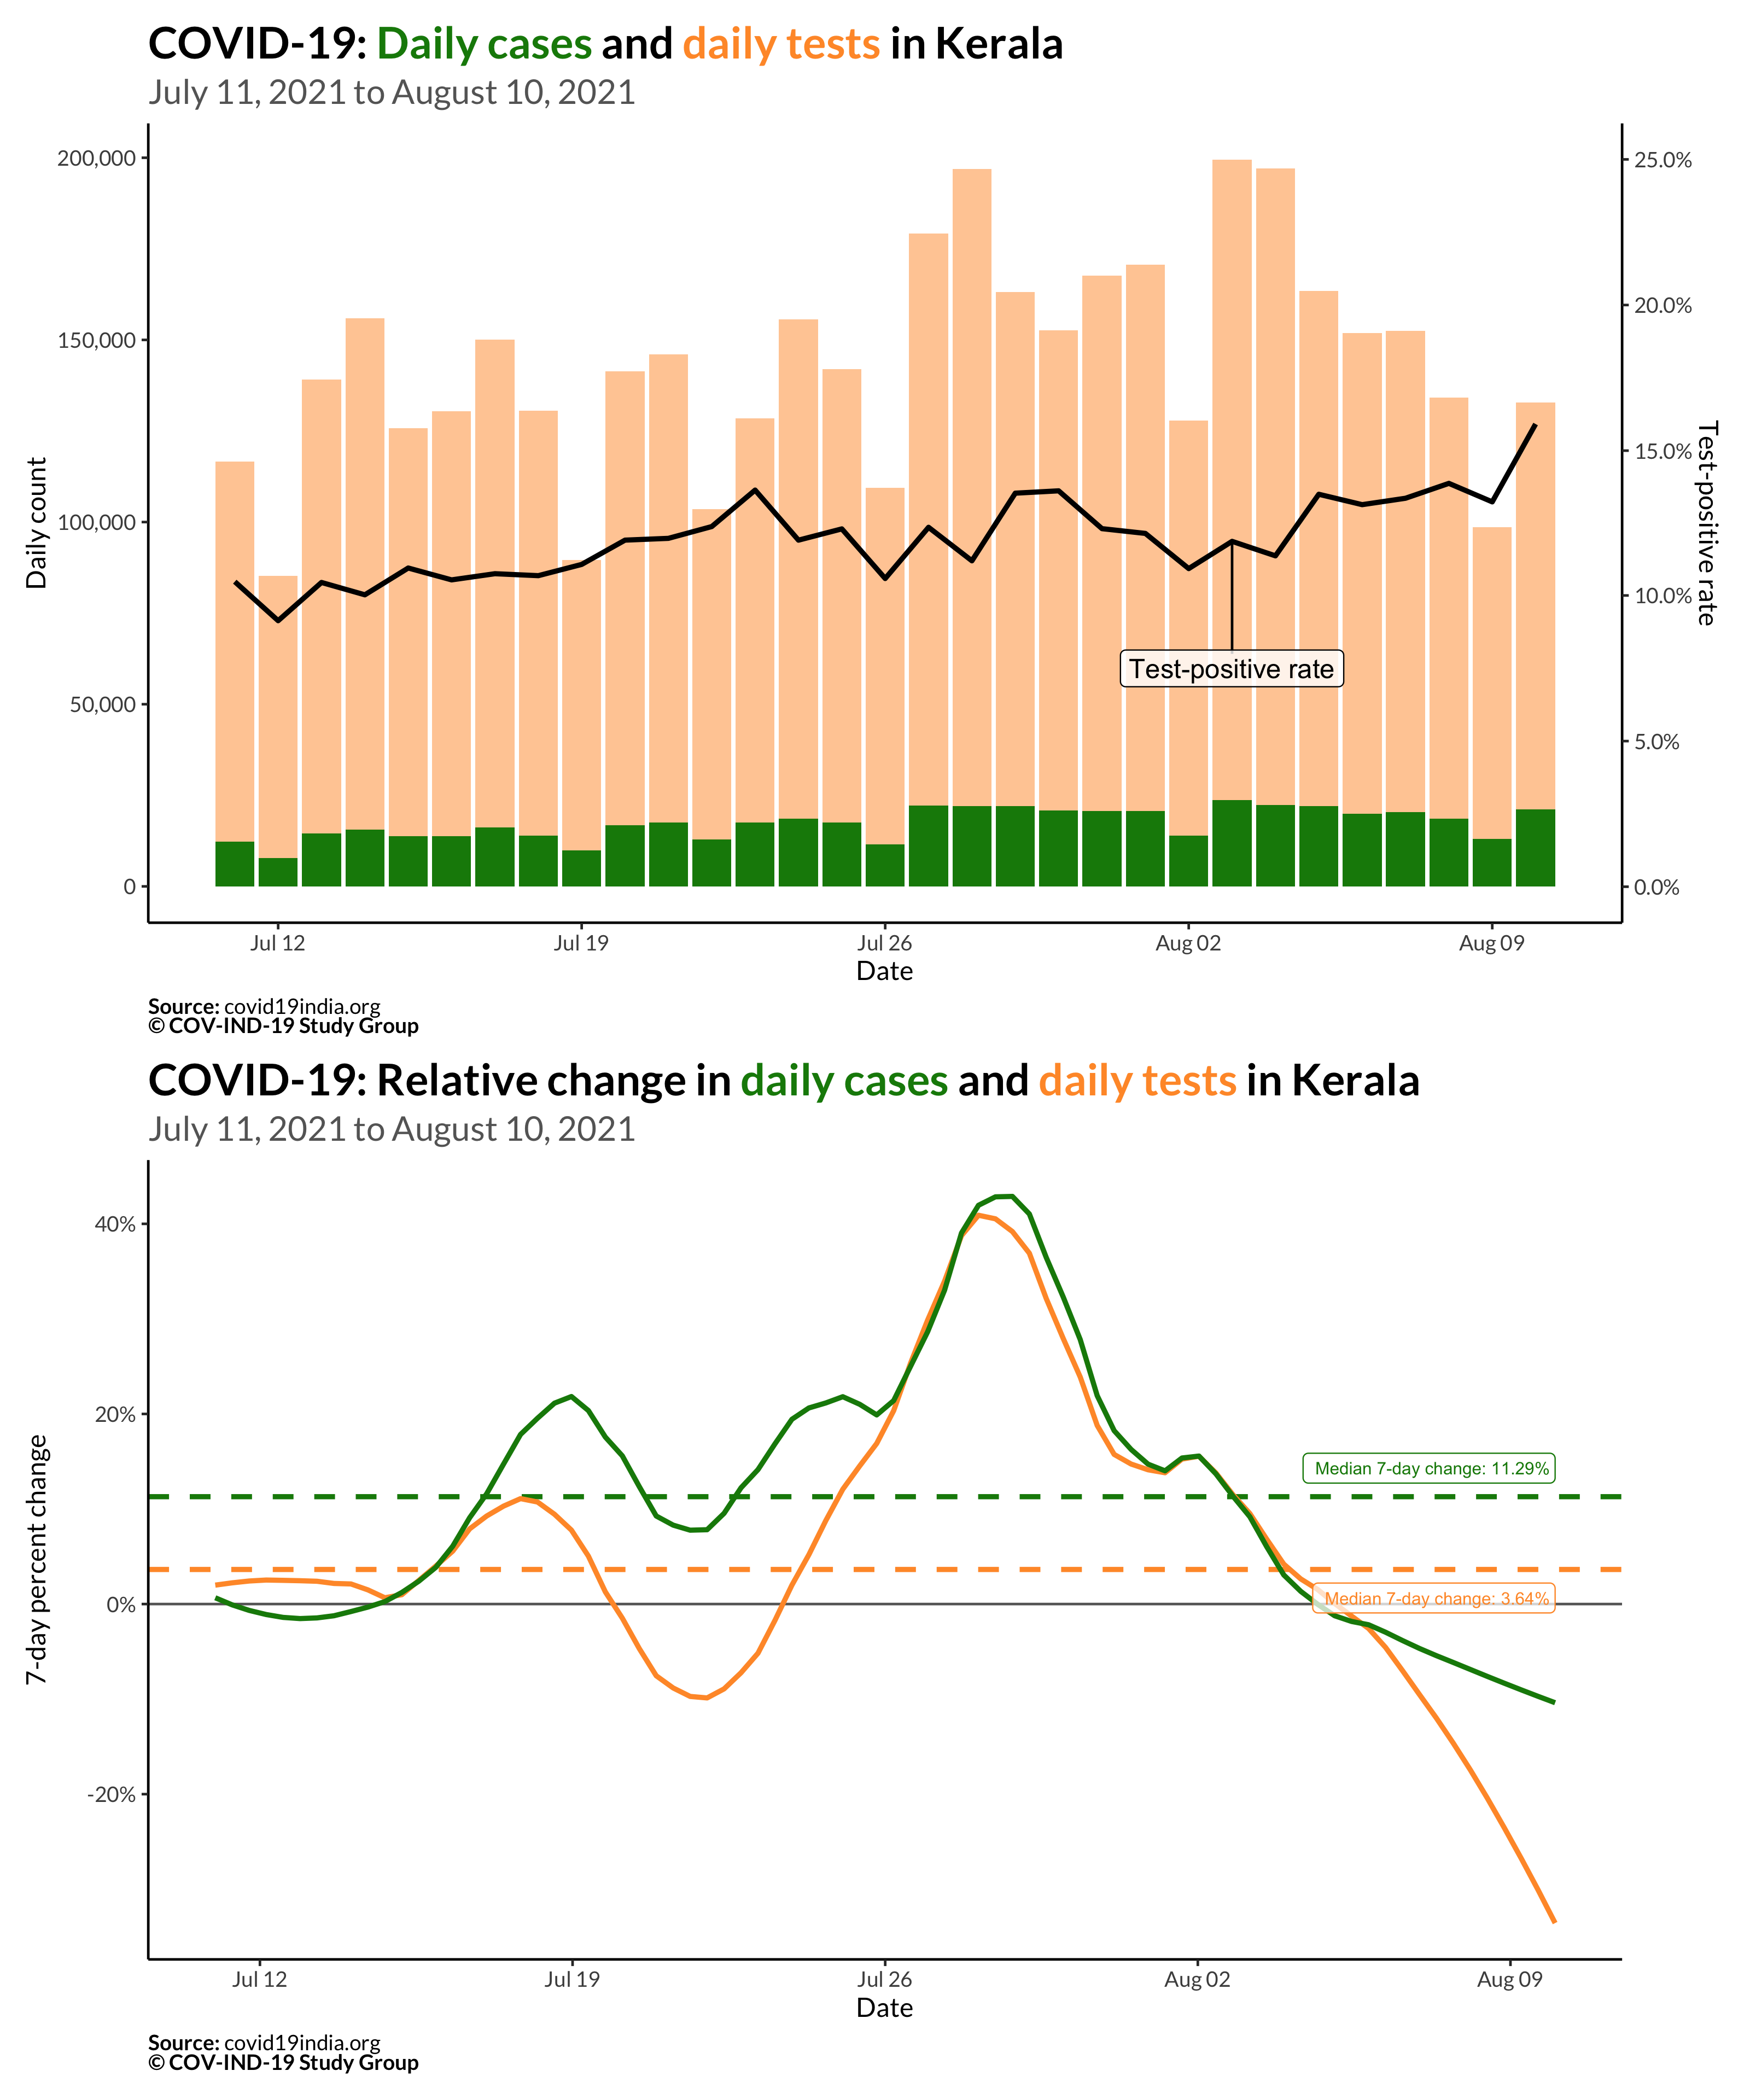 COVID-19: Daily cases and daily tests in Kerala
July 11, 2021 to August 10, 2021
200,000
150,000
100,000
50,000
0
Daily count
25.0%
20.0%
15.0%
10.0%
5.0%
0.0%
Test-positive rate
Test-positive rate
Jul 12
Jul 19
Jul 26
Aug 02
Aug 09
Date
Source: covid19india.org
© COV-IND-19 Study Group
COVID-19: Relative change in daily cases and daily tests in Kerala
July 11, 2021 to August 10, 2021
40%
20%
0%
-20%
7-day percent change
Median 7-day change: 11.29%
Median 7-day change: 3.64%
Jul 12
Jul 19
Jul 26
Aug 02
Aug 09
Date
Source: covid19india.org
© COV-IND-19 Study Group